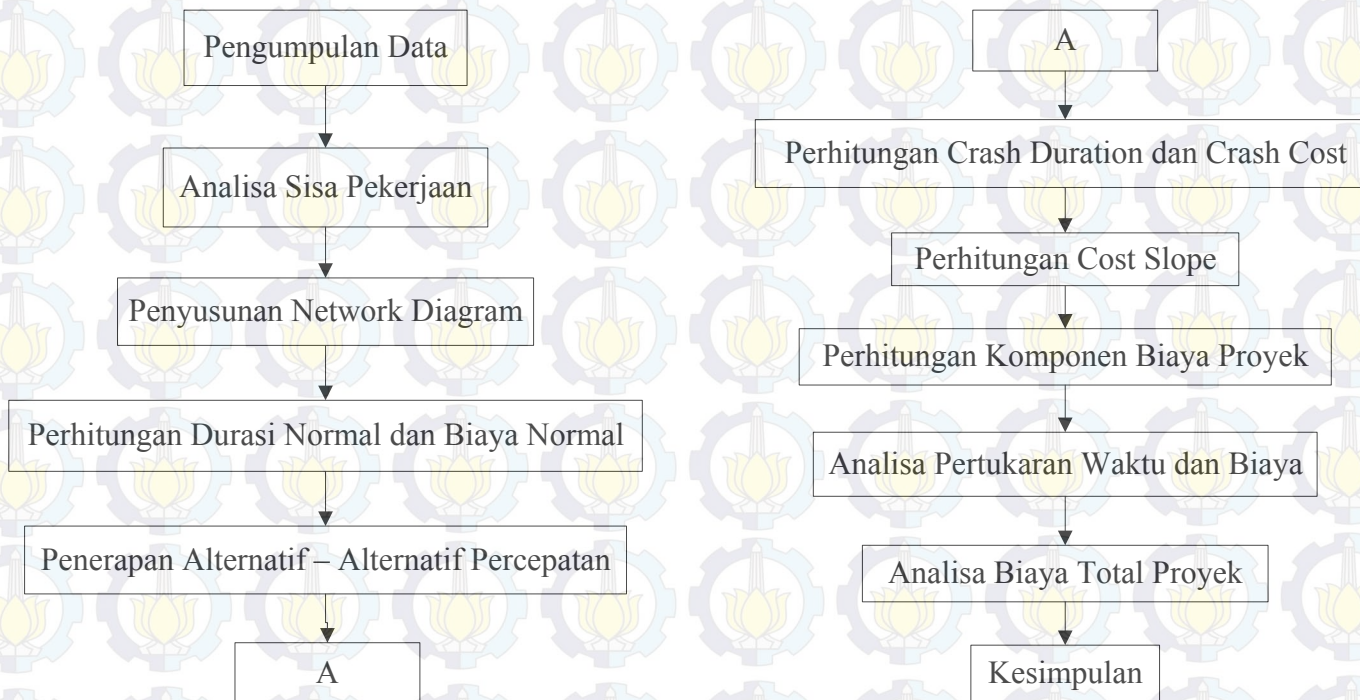 Pengumpulan Data
Analisa Sisa Pekerjaan
Penyusunan Network Diagram
Perhitungan Durasi Normal dan Biaya Normal
Penerapan Alternatif – Alternatif Percepatan
A
A
Perhitungan Crash Duration dan Crash Cost
Perhitungan Cost Slope
Perhitungan Komponen Biaya Proyek
Analisa Pertukaran Waktu dan Biaya
Analisa Biaya Total Proyek
Kesimpulan